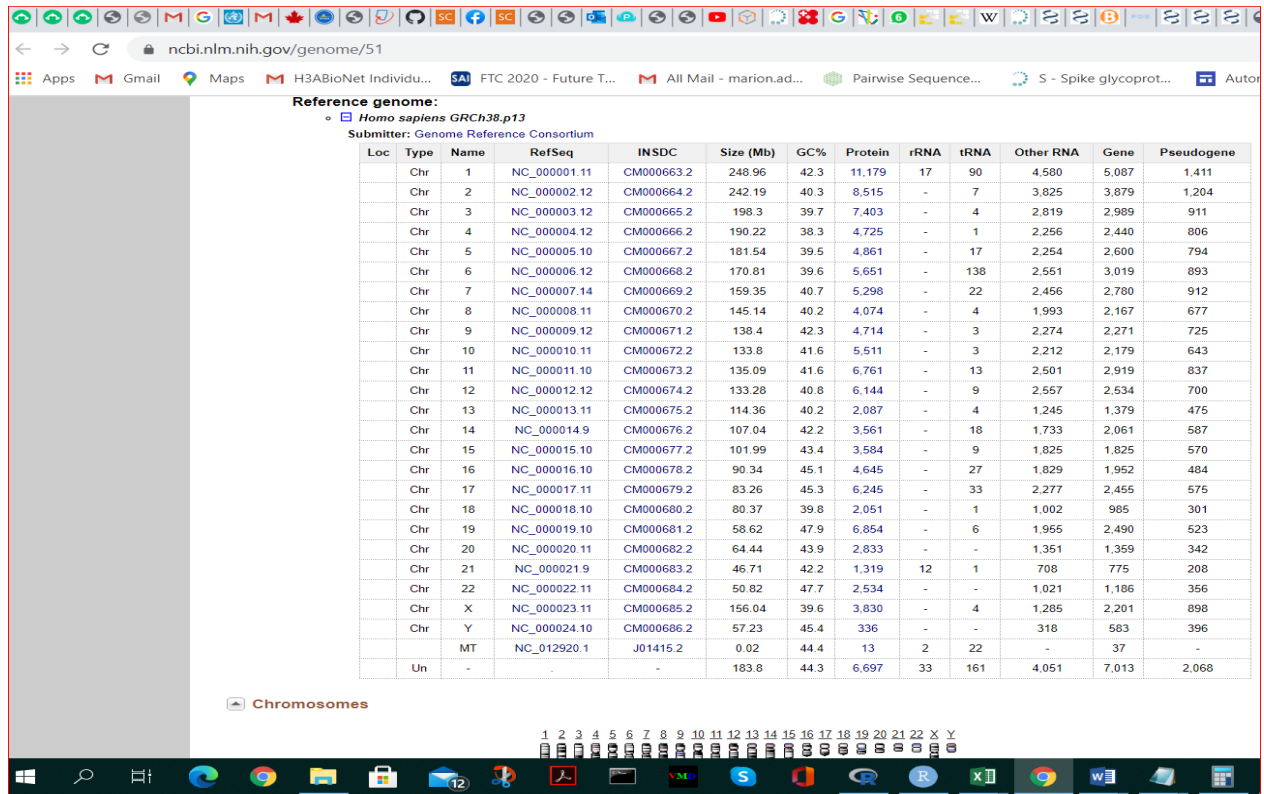 ncbi.nlm.nih.gov/genome/51
Apps Gmail Maps H3ABioNet Individu... SAI FTC 2020 - Future T... All Mail - marion.ad... Pairwise Sequence... S - Spike glycoprot... Autor
Reference genome:
Homo sapiens GRCh38.p13
Submitter: Genome Reference Consortium
Loc Type Name RefSeq INSDC Size (Mb) GC% Protein rRNA tRNA Other RNA Gene Pseudogene
Chr 1 NC_000001.11 CM000663.2 248.96 42.3 11,179 17 90 4,580 5,087 1,411
Chr 2 NC_000002.12 CM000664.2 242.19 40.3 8,515 - 7 3,825 3,879 1,204
Chr 3 NC_000003.12 CM000665.2 198.3 39.7 7,403 - 4 2,819 2,989 911
Chr 4 NC_000004.12 CM000666.2 190.22 38.3 4,725 - 1 2,256 2,440 806
Chr 5 NC_000005.10 CM000667.2 181.54 39.5 4,861 - 17 2,254 2,600 794
Chr 6 NC_000006.12 CM000668.2 170.81 39.6 5,651 - 138 2,551 3,019 893
Chr 7 NC_000007.14 CM000669.2 159.35 40.7 5,298 - 22 2,456 2,780 912
Chr 8 NC_000008.11 CM000670.2 145.14 40.2 4,074 - 4 1,993 2,167 677
Chr 9 NC_000009.12 CM000671.2 138.4 42.3 4,714 - 3 2,274 2,271 725
Chr 10 NC_000010.11 CM000672.2 133.8 41.6 5,511 - 3 2,212 2,179 643
Chr 11 NC_000011.10 CM000673.2 135.09 41.6 6,761 - 13 2,501 2,919 837
Chr 12 NC_000012.12 CM000674.2 133.28 40.8 6,144 - 9 2,557 2,534 700
Chr 13 NC_000013.11 CM000675.2 114.36 40.2 2,087 - 4 1,245 1,379 475
Chr 14 NC_000014.9 CM000676.2 107.04 42.2 3,561 - 18 1,733 2,061 587
Chr 15 NC_000015.10 CM000677.2 101.99 43.4 3,584 - 9 1,825 1,825 570
Chr 16 NC_000016.10 CM000678.2 90.34 45.1 4,645 - 27 1,829 1,952 484
Chr 17 NC_000017.11 CM000679.2 83.26 45.3 6,245 - 33 2,277 2,455 575
Chr 18 NC_000018.10 CM000680.2 80.37 39.8 2,051 - 1 1,002 985 301
Chr 19 NC_000019.10 CM000681.2 58.62 47.9 6,854 - 6 1,955 2,490 523
Chr 20 NC_000020.11 CM000682.2 64.44 43.9 2,833 - - 1,351 1,359 342
Chr 21 NC_000021.9 CM000683.2 46.71 42.2 1,319 12 1 708 775 208
Chr 22 NC_000022.11 CM000684.2 50.82 47.7 2,534 - - 1,021 1,186 356
Chr X NC_000023.11 CM000685.2 156.04 39.6 3,830 - 4 1,285 2,201 898
Chr Y NC_000024.10 CM000686.2 57.23 45.4 336 - - 318 583 396
MT NC_012920.1 J01415.2 0.02 44.4 13 2 22 - 37 -
Un - . - 183.8 44.3 6,697 33 161 4,051 7,013 2,068
Chromosomes
1 2 3 4 5 6 7 8 9 10 11 12 13 14 15 16 17 18 19 20 21 22 X Y
12